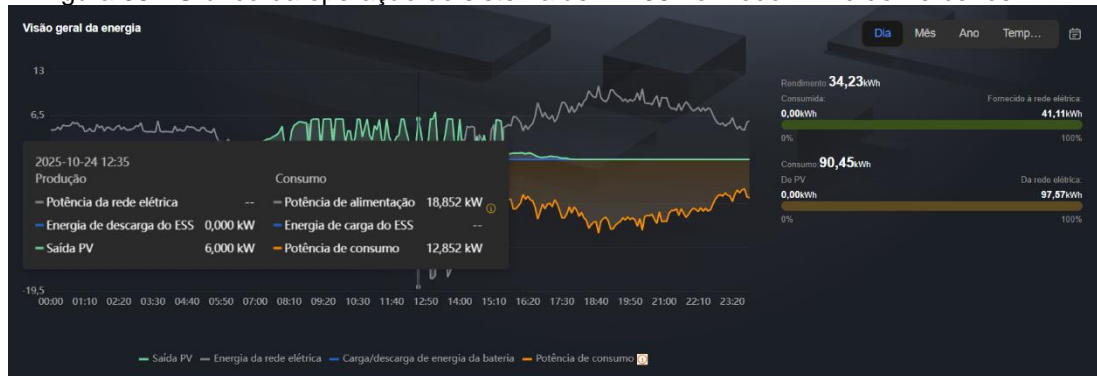 Visão geral da energia
Dia Mês Ano Temp...
13
6,5
-19,5
2025-10-24 12:35
Produção Consumo
Potência da rede elétrica -- Potência de alimentação 18,852 kW
Energia de descarga do ESS 0,000 kW Energia de carga do ESS --
Saída PV 6,000 kW Potência de consumo 12,852 kW
00:00 01:10 02:20 03:30 04:40 05:50 07:00 08:10 09:20 10:30 11:40 12:50 14:00 15:10 16:20 17:30 18:40 19:50 21:00 22:10 23:20
Saída PV Energia da rede elétrica Carga/descarga de energia da bateria Potência de consumo
Rendimento 34,23kWh
Consumida: Fornecido à rede elétrica:
0,00kWh 41,11kWh
0% 100%
Consumo 90,45kWh
De PV Da rede elétrica:
0,00kWh 97,57kWh
0% 100%